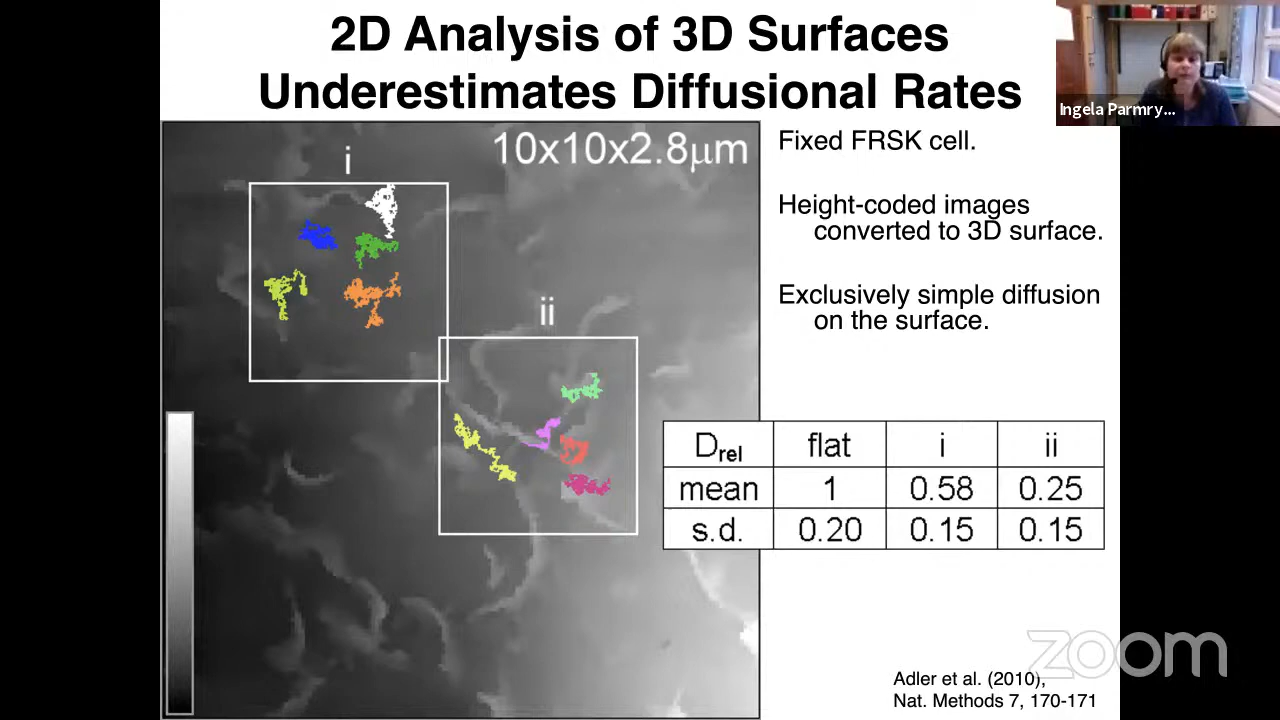 2D Analysis of 3D Surfaces
Underestimates Diffusional Rates
Ingela Parmry...
i
10x10x2.8μm
ii
Fixed FRSK cell.
Height-coded images
converted to 3D surface.
Exclusively simple diffusion
on the surface.
Drel flat i ii
mean 1 0.58 0.25
s.d. 0.20 0.15 0.15
zoom
Adler et al. (2010),
Nat. Methods 7, 170-171